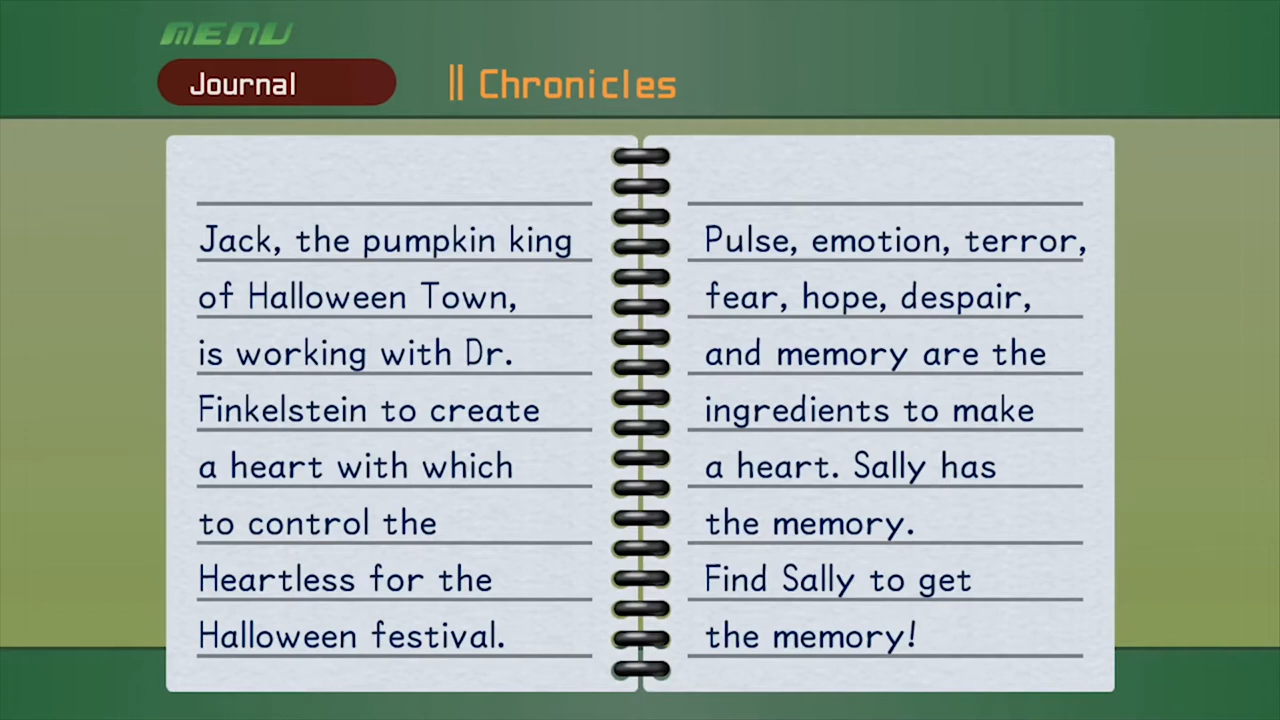 MENU
Journal
Chronicles
Jack, the pumpkin king
of Halloween Town,
is working with Dr.
Finkelstein to create
a heart with which
to control the
Heartless for the
Halloween festival.
Pulse, emotion, terror,
fear, hope, despair,
and memory are the
ingredients to make
a heart. Sally has
the memory.
Find Sally to get
the memory!